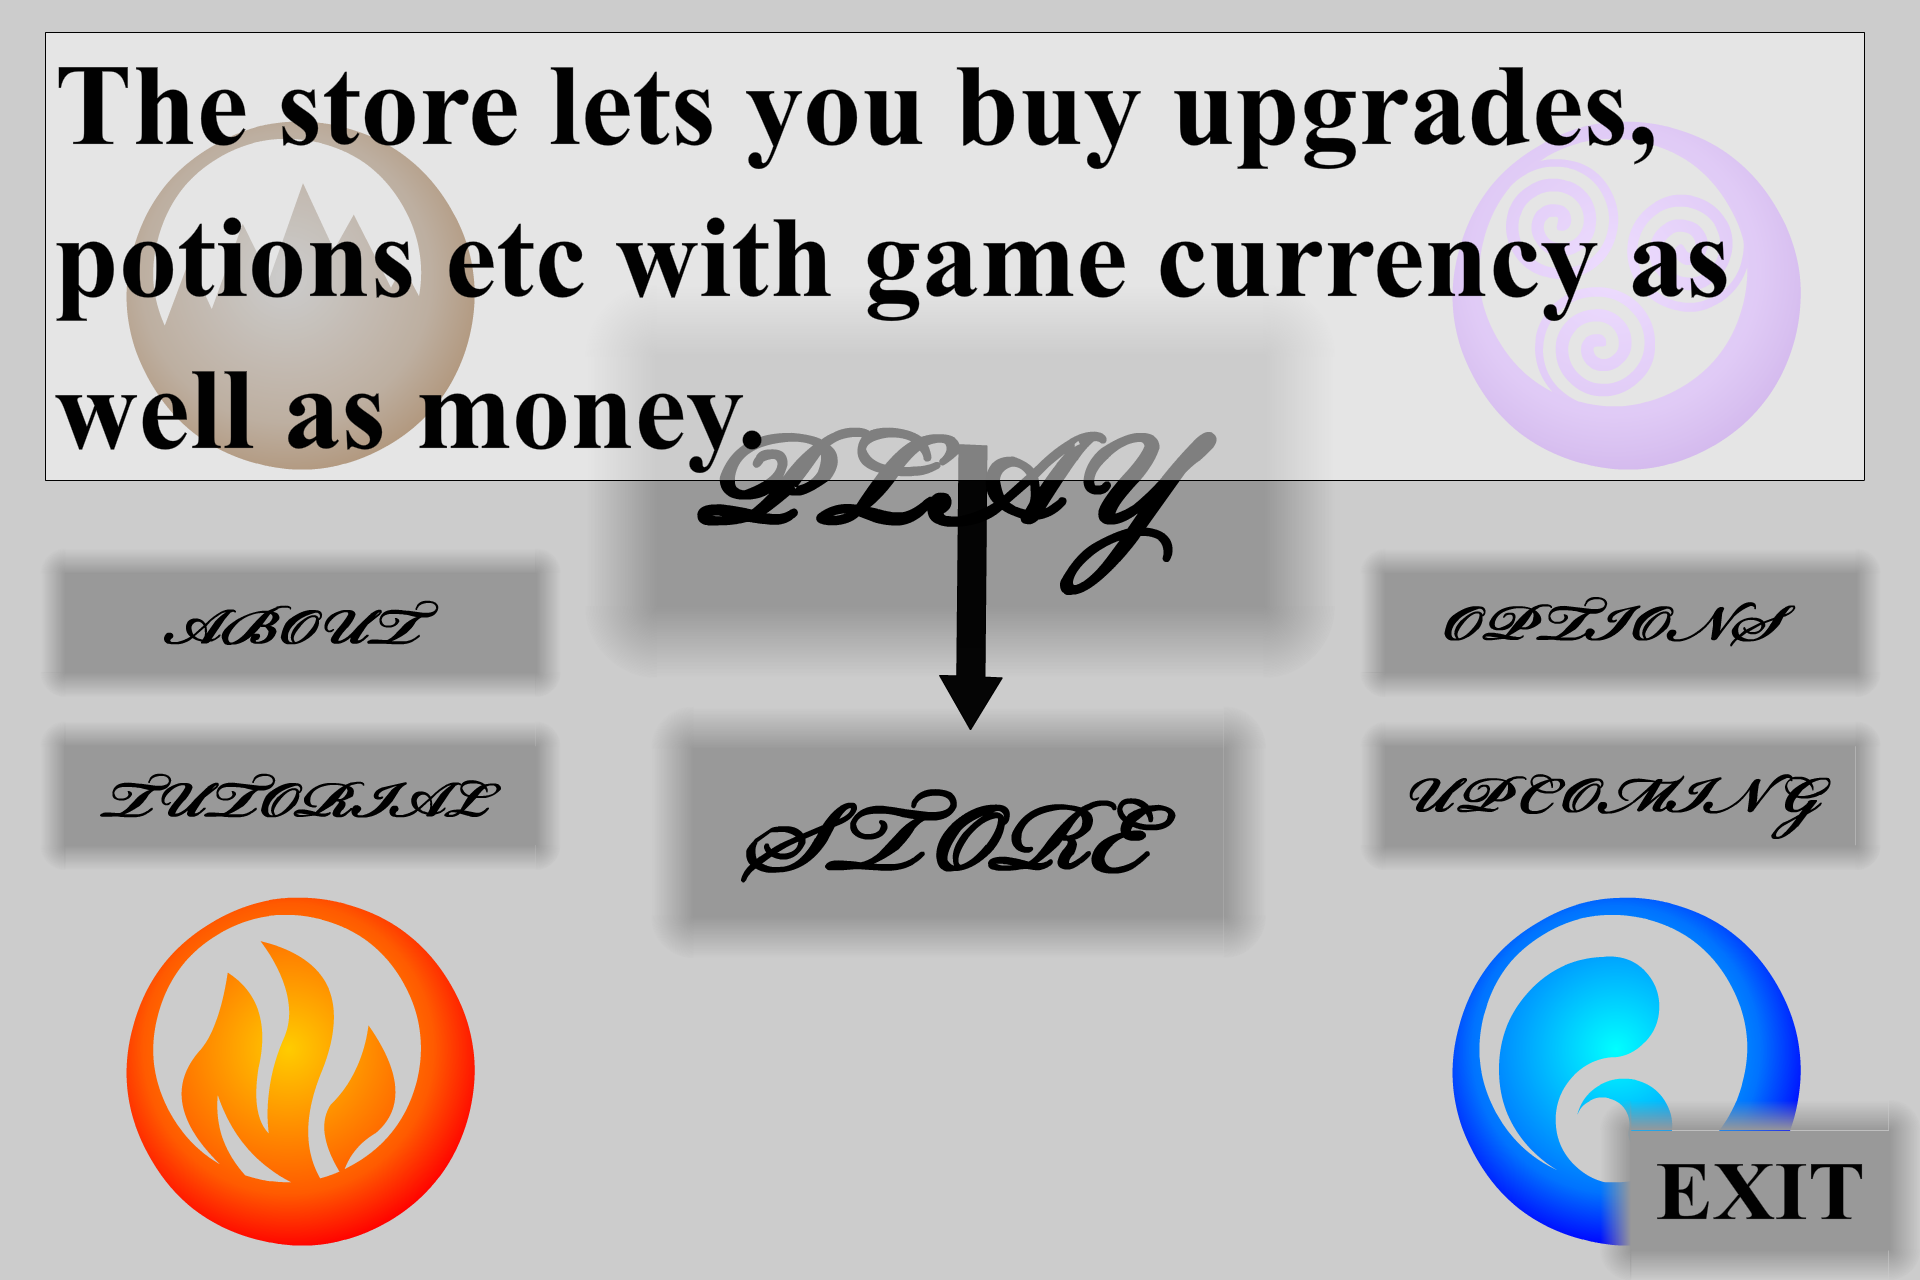 The store lets you buy upgrades,
potions etc with game currency as
well as money.
PLAY
ABOUT
OPTIONS
TUTORIAL
STORE
UPCOMING
EXIT